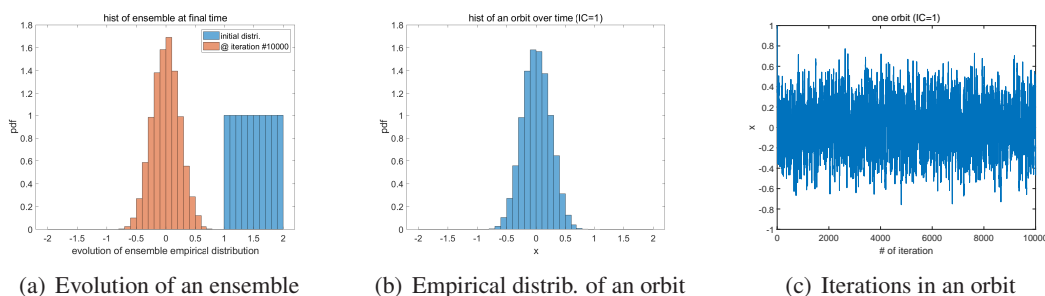 hist of ensemble at final time
initial distri.
@ iteration #10000
pdf
1.8
1.6
1.4
1.2
1
0.8
0.6
0.4
0.2
0
-2 -1.5 -1 -0.5 0 0.5 1 1.5 2
evolution of ensemble empirical distribution
(a) Evolution of an ensemble
hist of an orbit over time (IC=1)
pdf
1.8
1.6
1.4
1.2
1
0.8
0.6
0.4
0.2
0
-2 -1.5 -1 -0.5 0 0.5 1 1.5 2
x
(b) Empirical distrib. of an orbit
one orbit (IC=1)
x
1
0.8
0.6
0.4
0.2
0
-0.2
-0.4
-0.6
-0.8
-1
0 2000 4000 6000 8000 10000
# of iteration
(c) Iterations in an orbit